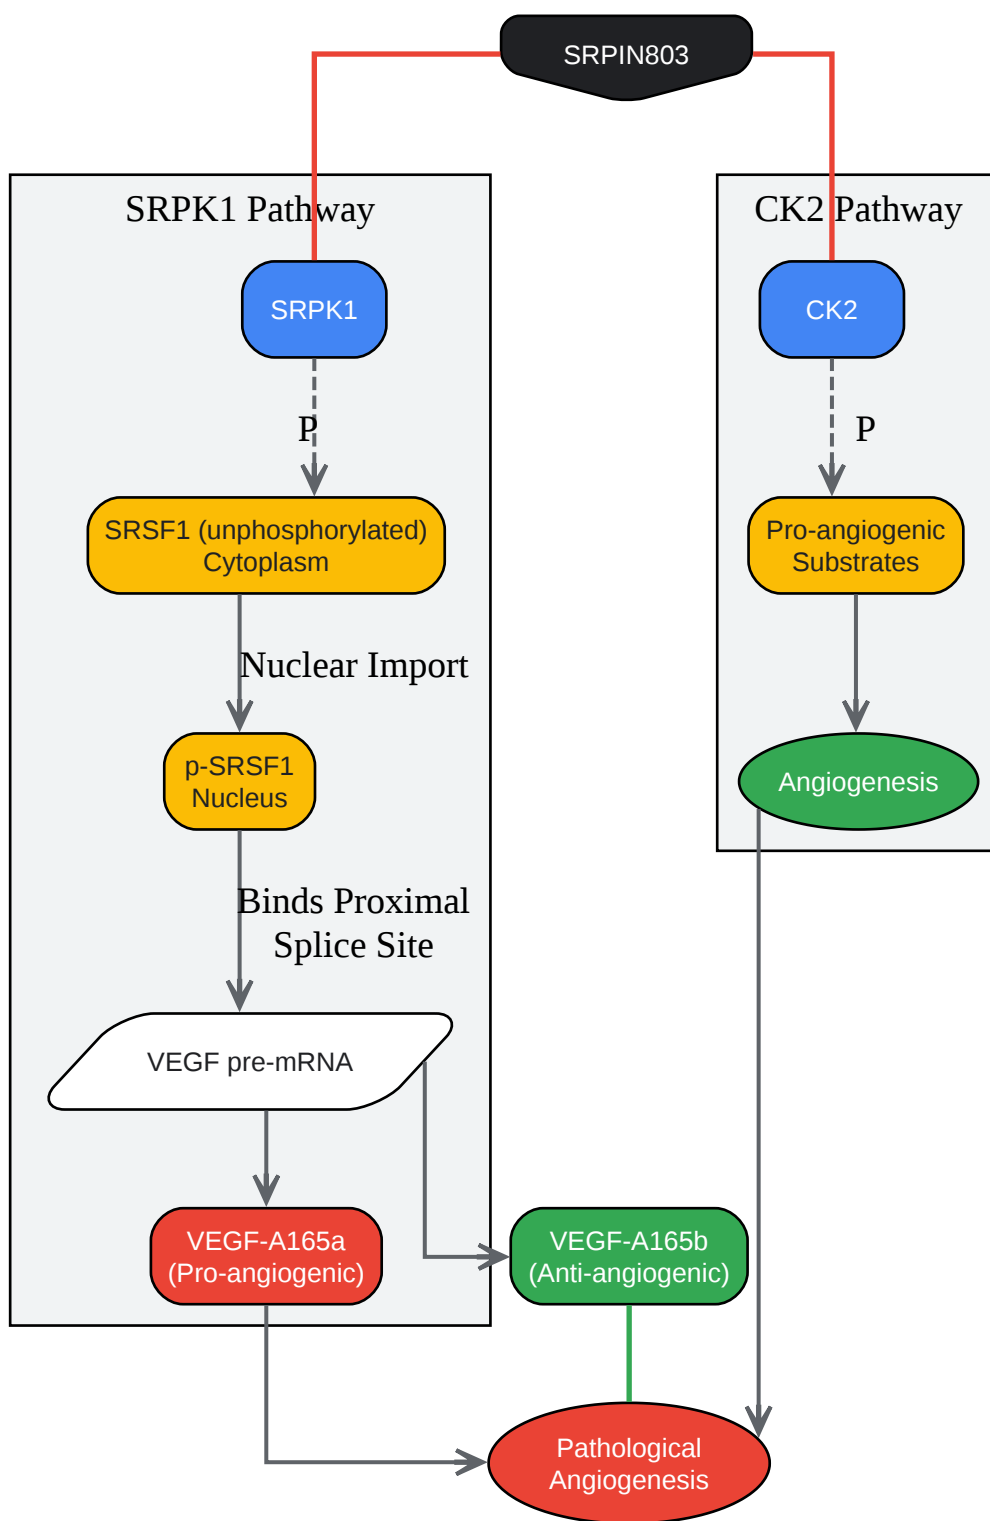 SRPIN803
SRPK1 Pathway
CK2 Pathway
SRPK1
CK2
P
P
SRSF1 (unphosphorylated)
Cytoplasm
Pro-angiogenic
Substrates
Nuclear Import
p-SRSF1
Nucleus
Angiogenesis
Binds Proximal
Splice Site
VEGF pre-mRNA
VEGF-A165a
(Pro-angiogenic)
VEGF-A165b
(Anti-angiogenic)
Pathological
Angiogenesis